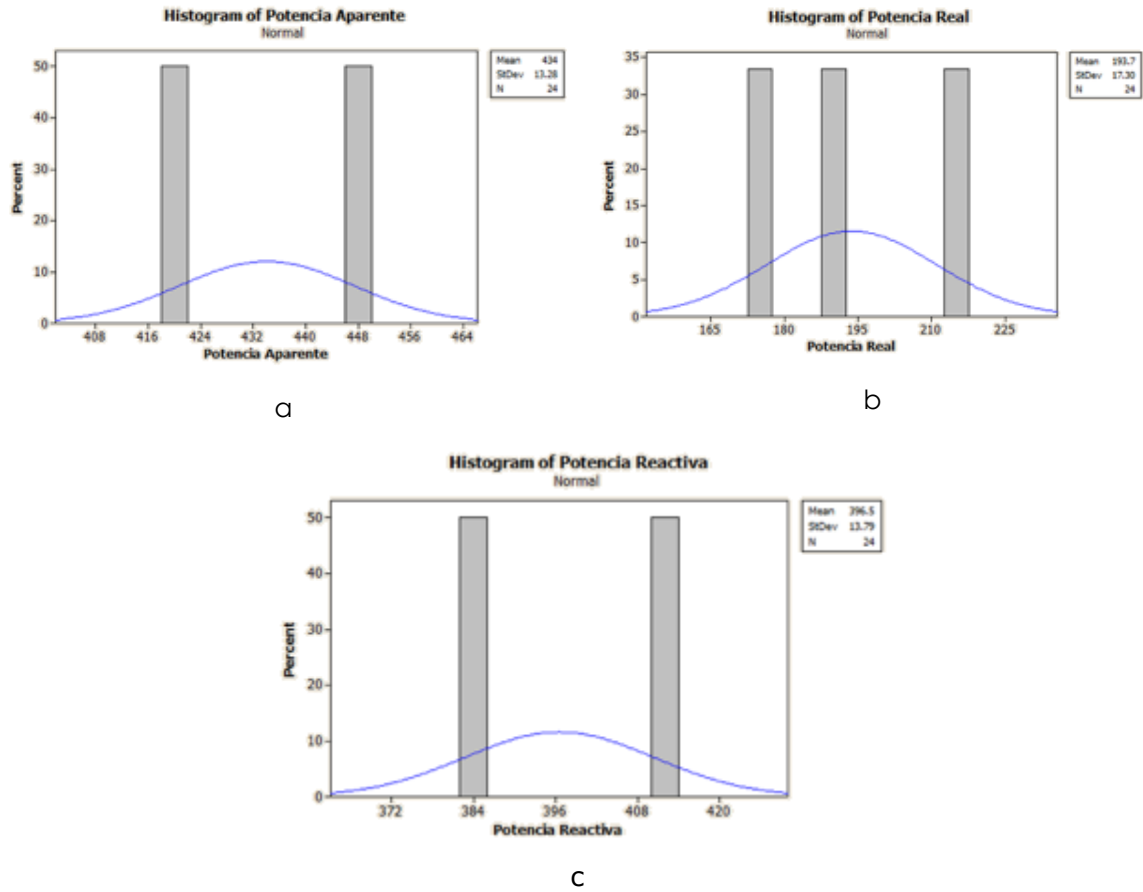 Histogram of Potencia Aparente
Normal
Mean 434
StDev 13.28
N 24
50
40
30
20
10
0
Percent
408 416 424 432 440 448 456 464
Potencia Aparente
a
Histogram of Potencia Real
Normal
Mean 193.7
StDev 17.30
N 24
35
30
25
20
15
10
5
0
Percent
165 180 195 210 225
Potencia Real
b
Histogram of Potencia Reactiva
Normal
Mean 396.5
StDev 13.79
N 24
50
40
30
20
10
0
Percent
372 384 396 408 420
Potencia Reactiva
c